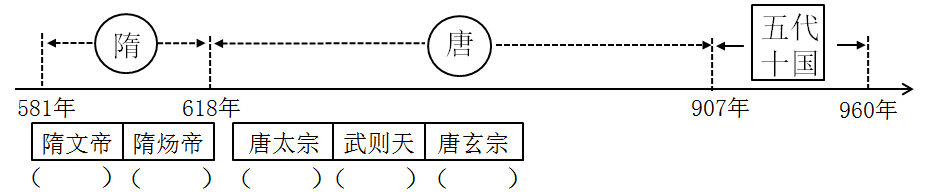 隋
唐
五代
十国
581年
618年
907年
960年
隋文帝 隋炀帝 唐太宗 武则天 唐玄宗
( ) ( ) ( ) ( ) ( )